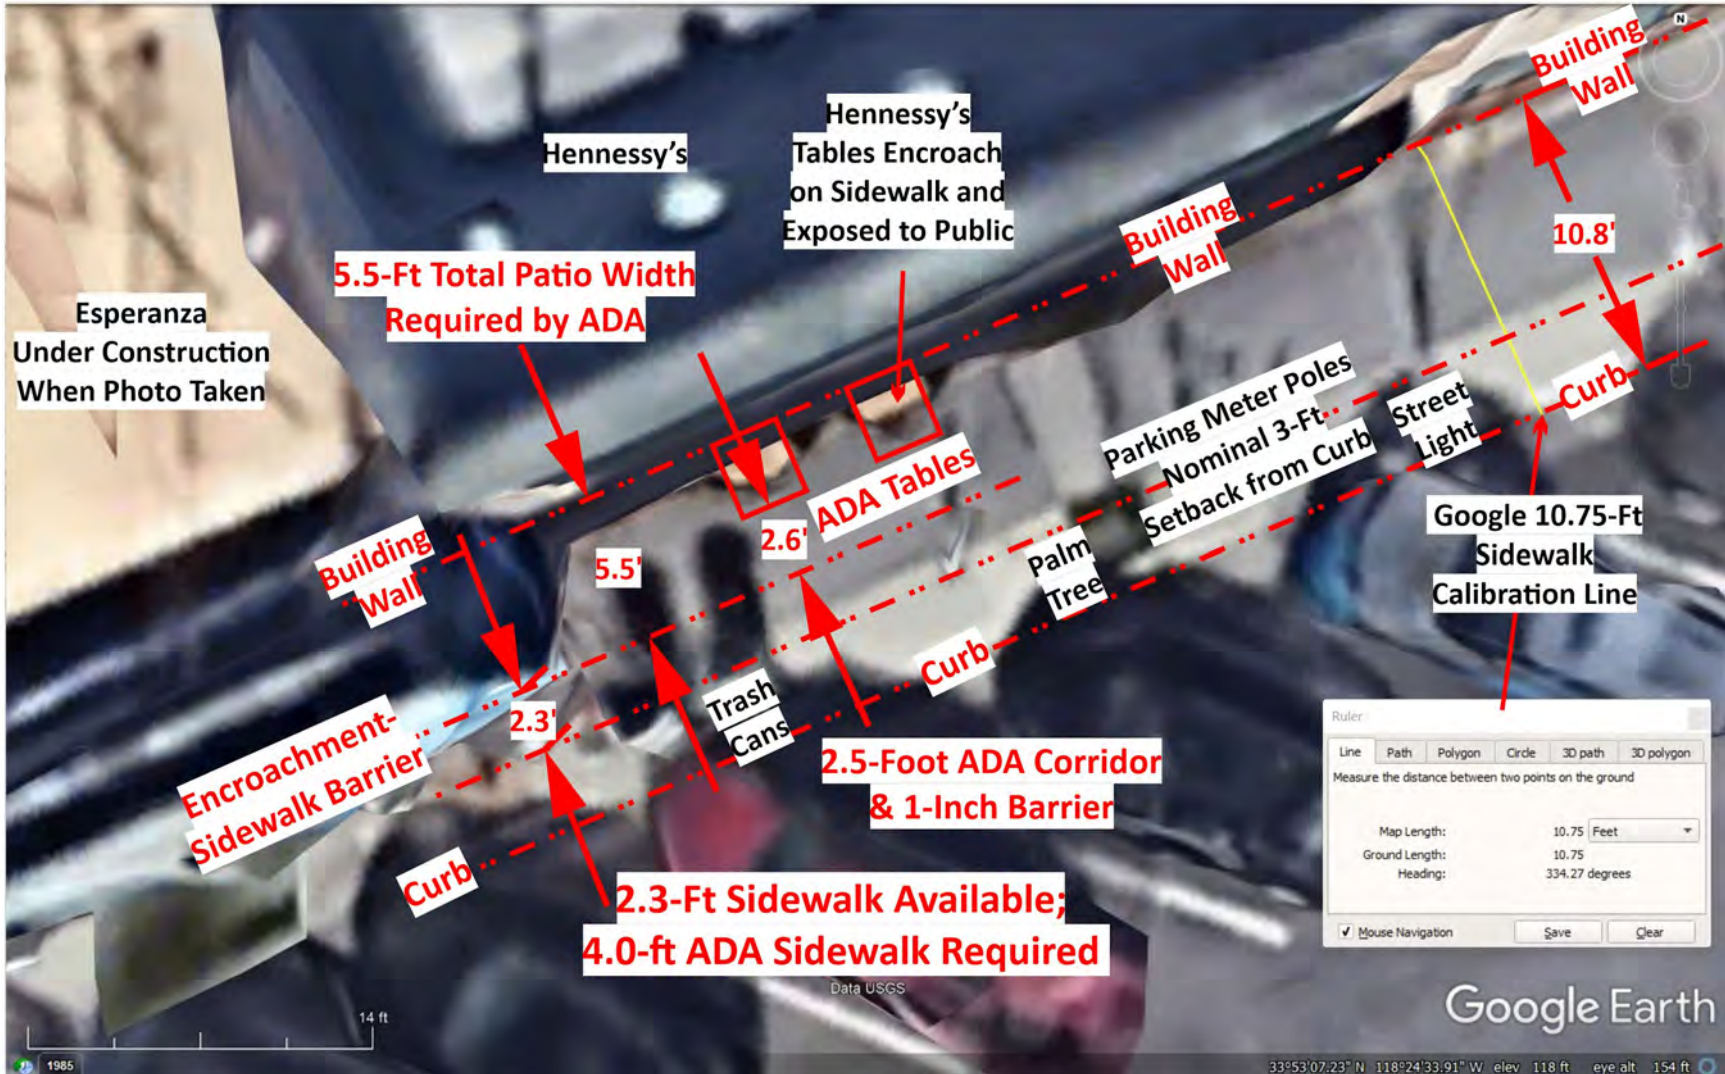 N
Building
Wall
Hennessy's
Hennessy's
Tables Encroach
on Sidewalk and
Exposed to Public
Building
Wall
10.8'
5.5-Ft Total Patio Width
Required by ADA
Esperanza
Under Construction
When Photo Taken
Parking Meter Poles
Nominal 3-Ft
Setback from Curb
Street
Light
Curb
ADA Tables
Google 10.75-Ft
Sidewalk
Calibration Line
Building
Wall
5.5'
2.6'
Palm
Tree
Curb
Trash
Cans
2.3'
Encroachment-
Sidewalk Barrier
2.5-Foot ADA Corridor
& 1-Inch Barrier
Curb
2.3-Ft Sidewalk Available;
4.0-ft ADA Sidewalk Required
Ruler
Line Path Polygon Circle 3D path 3D polygon
Measure the distance between two points on the ground
Map Length: 10.75 Feet
Ground Length: 10.75
Heading: 334.27 degrees
Mouse Navigation Save Clear
Data USGS
Google Earth
14 ft
1985
33°53'07.23" N 118°24'33.91" W elev 118 ft eye alt 154 ft